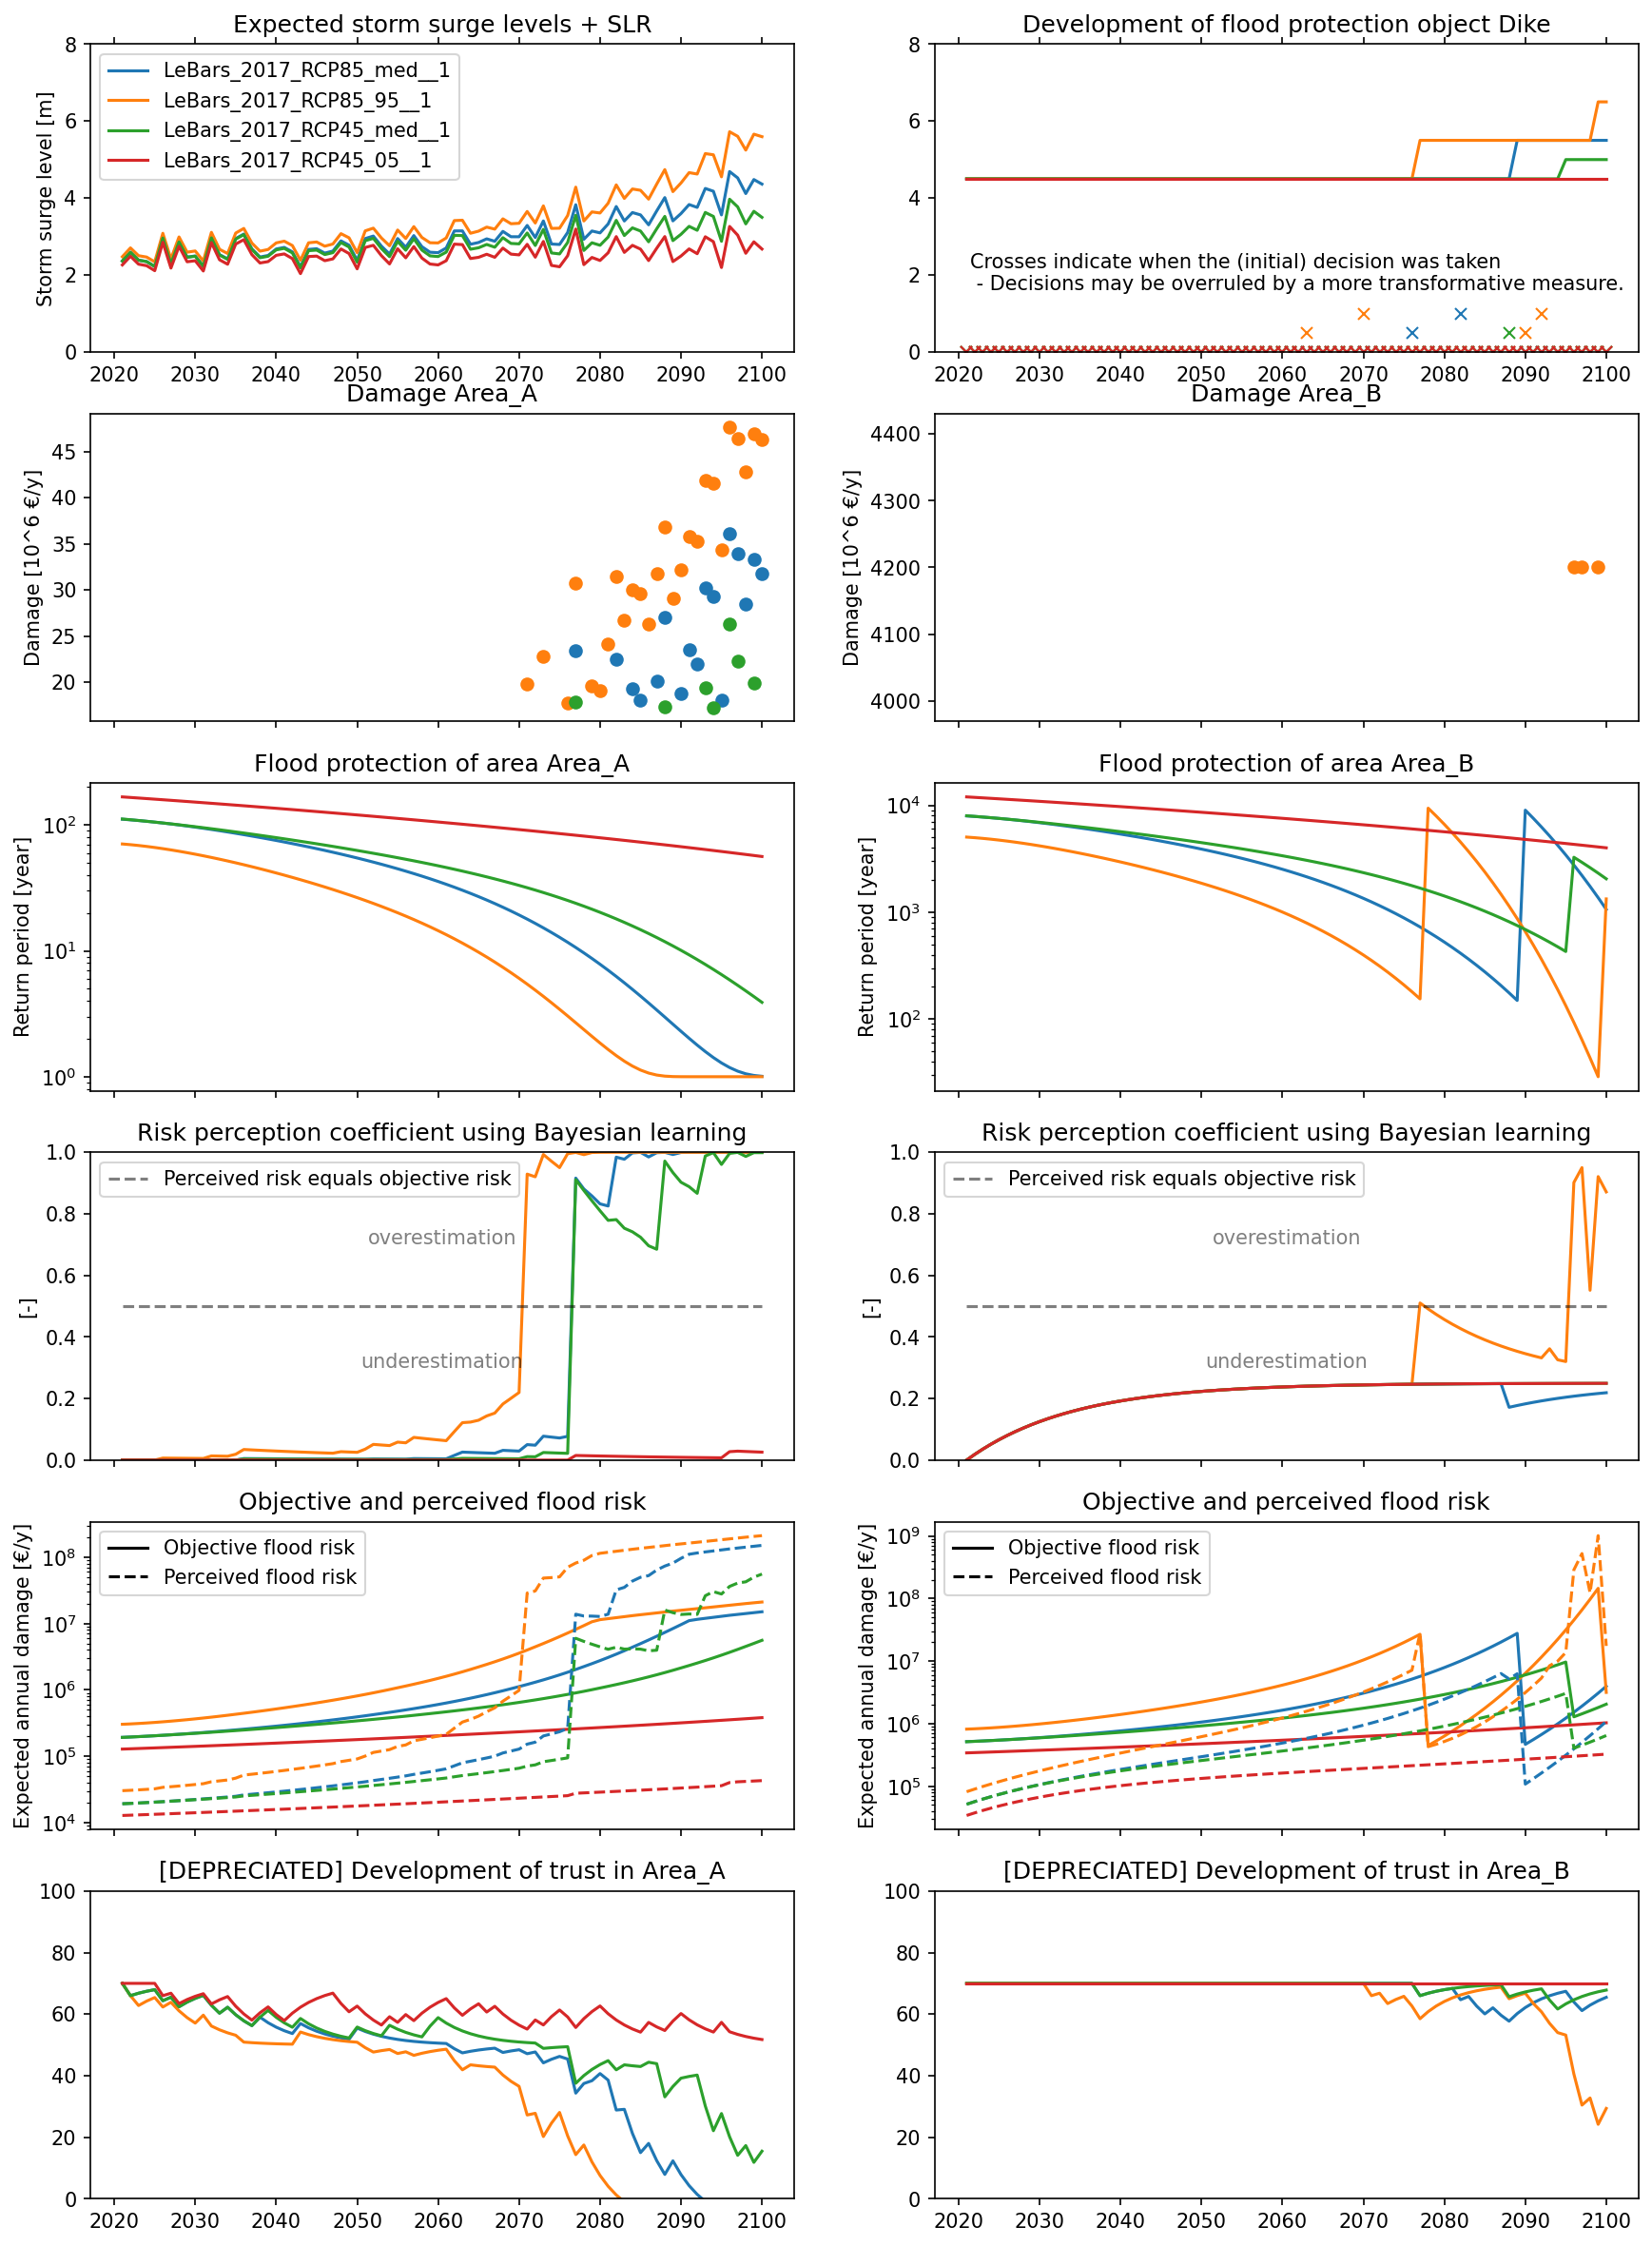 Expected storm surge levels + SLR
Storm surge level [m]
8
6
4
2
0
LeBars_2017_RCP85_med__1
LeBars_2017_RCP85_95__1
LeBars_2017_RCP45_med__1
LeBars_2017_RCP45_05__1
2020 2030 2040 2050 2060 2070 2080 2090 2100
Development of flood protection object Dike
8
6
4
2
0
Crosses indicate when the (initial) decision was taken
- Decisions may be overruled by a more transformative measure.
2020 2030 2040 2050 2060 2070 2080 2090 2100
Damage Area_A
Damage [10^6 €/y]
45
40
35
30
25
20
Damage Area_B
Damage [10^6 €/y]
4400
4300
4200
4100
4000
Flood protection of area Area_A
Return period [year]
10²
10¹
10⁰
Flood protection of area Area_B
Return period [year]
10⁴
10³
10²
Risk perception coefficient using Bayesian learning
[-]
1.0
0.8
0.6
0.4
0.2
0.0
Perceived risk equals objective risk
overestimation
underestimation
Risk perception coefficient using Bayesian learning
[-]
1.0
0.8
0.6
0.4
0.2
0.0
Perceived risk equals objective risk
overestimation
underestimation
Objective and perceived flood risk
Expected annual damage [€/y]
10⁸
10⁷
10⁶
10⁵
10⁴
Objective flood risk
Perceived flood risk
Objective and perceived flood risk
Expected annual damage [€/y]
10⁹
10⁸
10⁷
10⁶
10⁵
Objective flood risk
Perceived flood risk
[DEPRECIATED] Development of trust in Area_A
100
80
60
40
20
0
2020 2030 2040 2050 2060 2070 2080 2090 2100
[DEPRECIATED] Development of trust in Area_B
100
80
60
40
20
0
2020 2030 2040 2050 2060 2070 2080 2090 2100